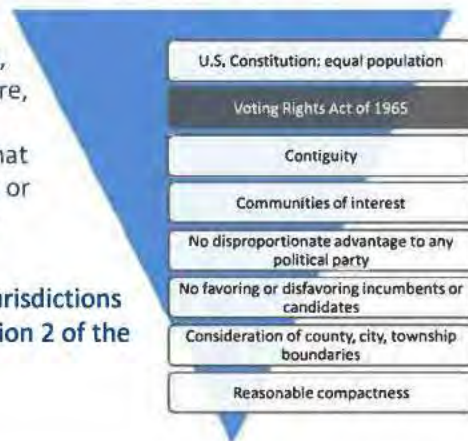 ,
re,
hat
or
urisdictions
ion 2 of the
U.S. Constitution: equal population
Voting Rights Act of 1965
Contiguity
Communities of interest
No disproportionate advantage to any
political party
No favoring or disfavoring incumbents or
candidates
Consideration of county, city, township
boundaries
Reasonable compactness